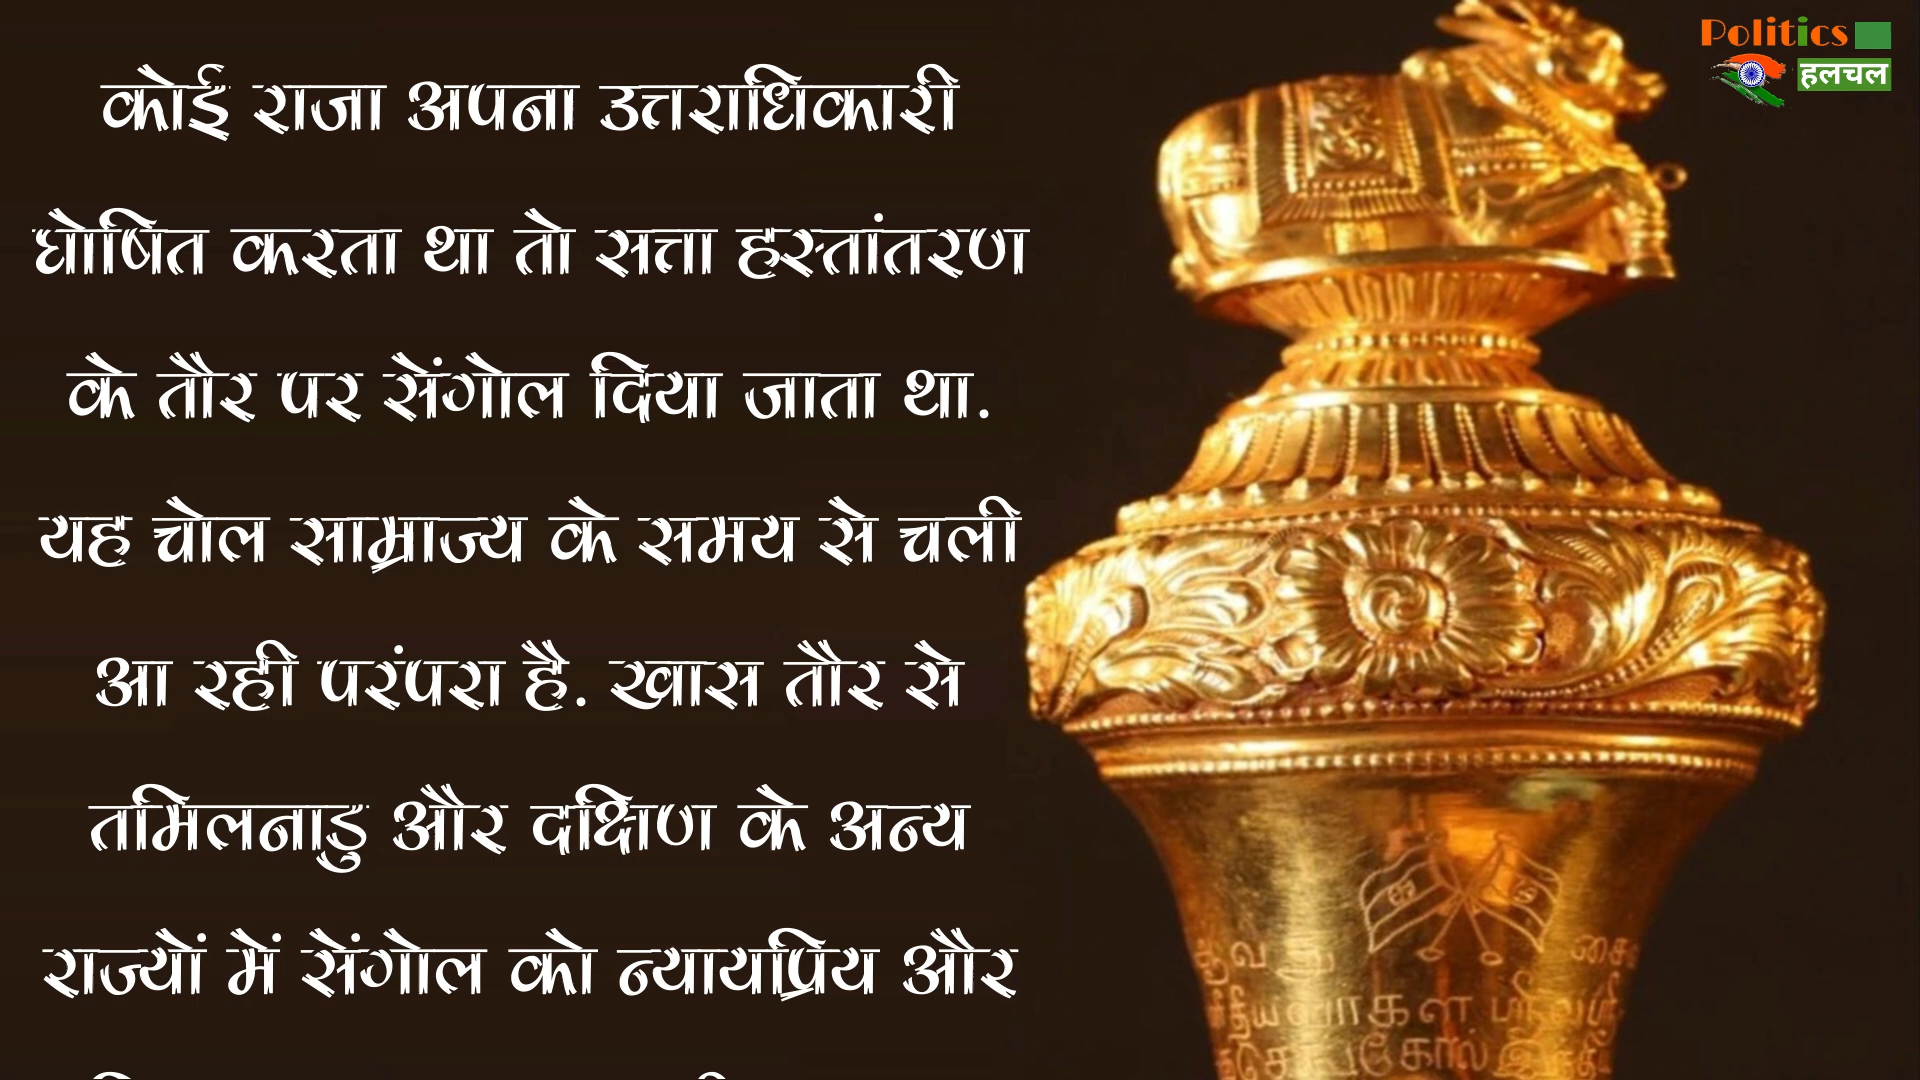 Politics
हलचल
कोई राजा अपना उत्तराधिकारी
घोषित करता था तो सत्ता हस्तांतरण
के तौर पर सेंगोल दिया जाता था.
यह चोल साम्राज्य के समय से चली
आ रही परंपरा है. खास तौर से
तमिलनाडु और दक्षिण के अन्य
राज्यों में सेंगोल को न्यायप्रिय और